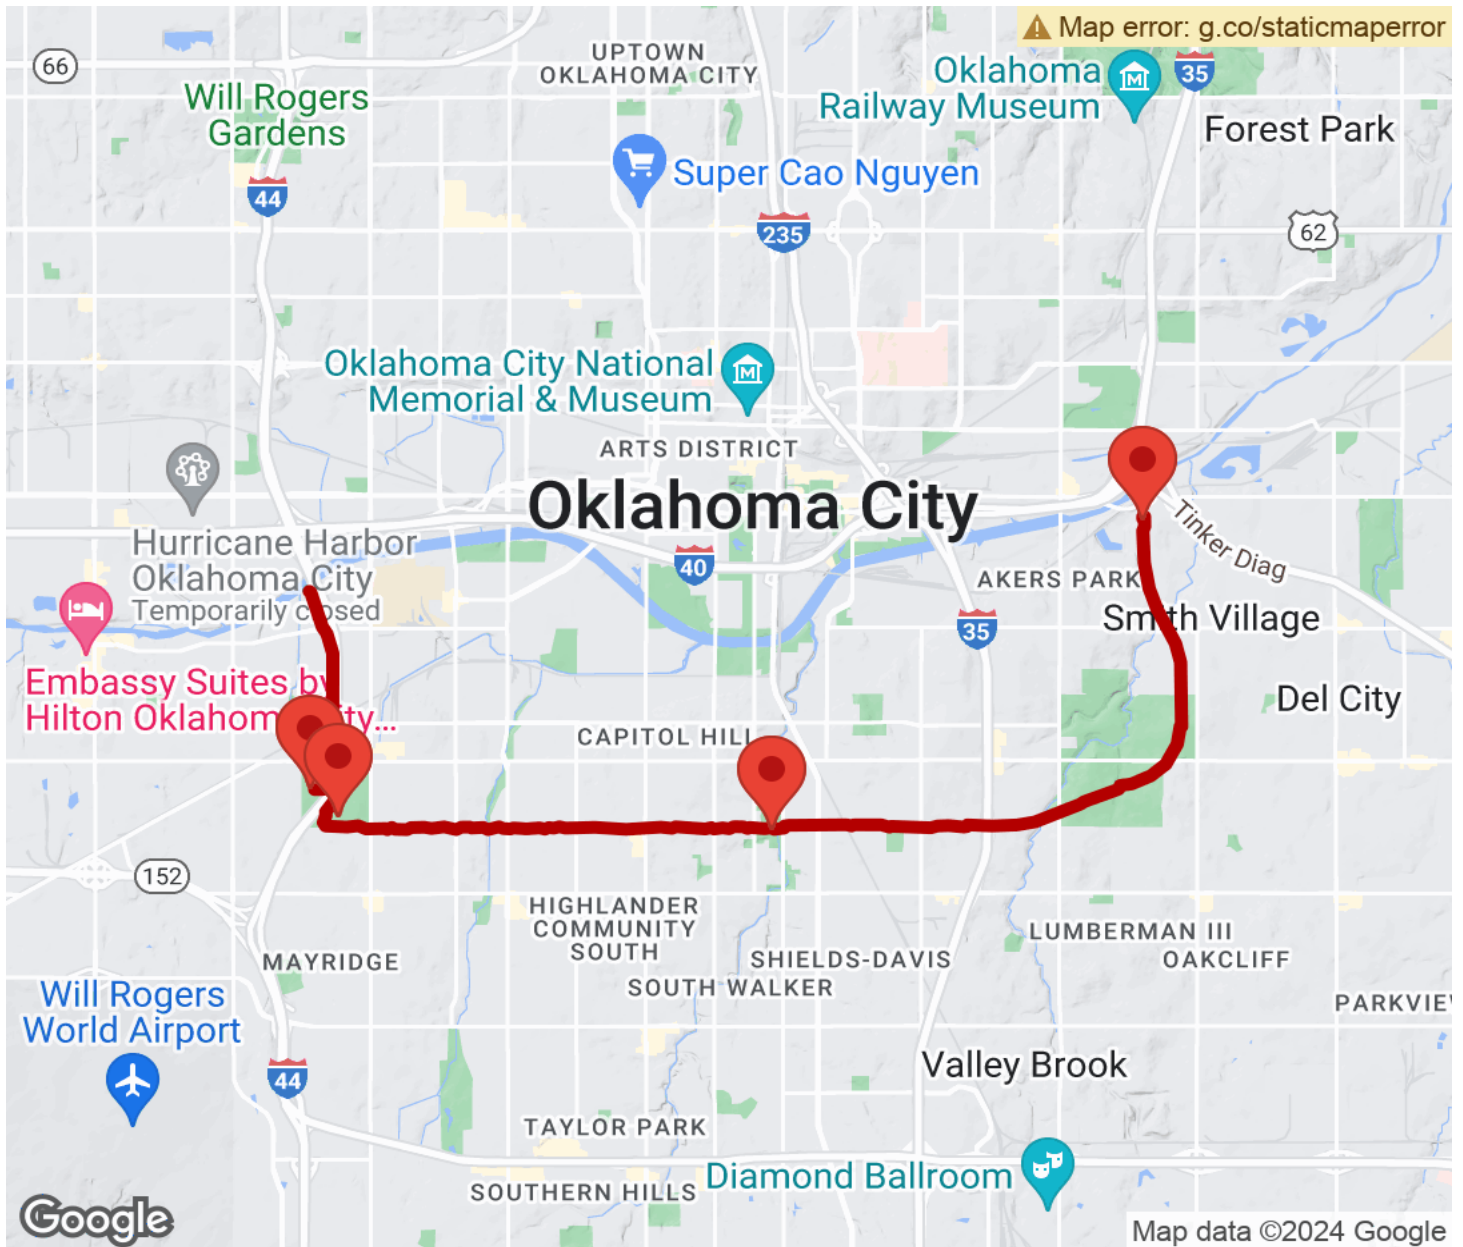 Map error: g.co/staticmaperror
66
UPTOWN
OKLAHOMA CITY
Oklahoma
Railway Museum
35
Will Rogers
Gardens
Forest Park
Super Cao Nguyen
44
235
62
Oklahoma City National
Memorial & Museum
ARTS DISTRICT
Oklahoma City
Tinker Diag
Hurricane Harbor
Oklahoma City
Temporarily closed
40
AKERS PARK
Smith Village
35
Embassy Suites by
Hilton Oklahoma City...
Del City
CAPITOL HILL
152
HIGHLANDER
COMMUNITY
SOUTH
LUMBERMAN III
OAKCLIFF
MAYRIDGE
SHIELDS-DAVIS
SOUTH WALKER
Will Rogers
World Airport
PARKVIEW
44
Valley Brook
TAYLOR PARK
Diamond Ballroom
SOUTHERN HILLS
Google
Map data ©2024 Google